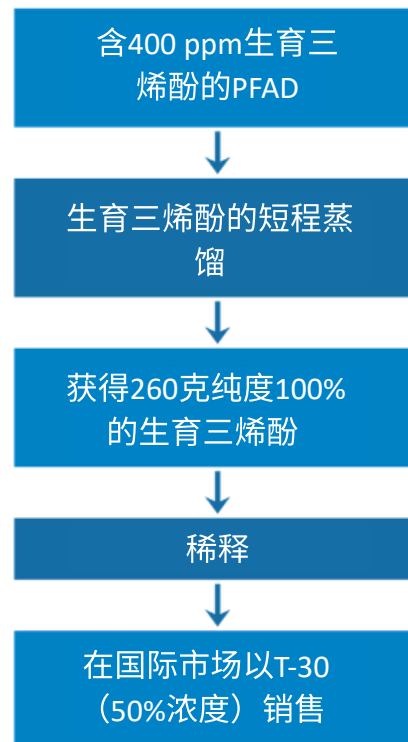 含400 ppm生育三
烯酚的PFAD
生育三烯酚的短程蒸
馏
获得260克纯度100%
的生育三烯酚
稀释
在国际市场以T-30
（50%浓度）销售